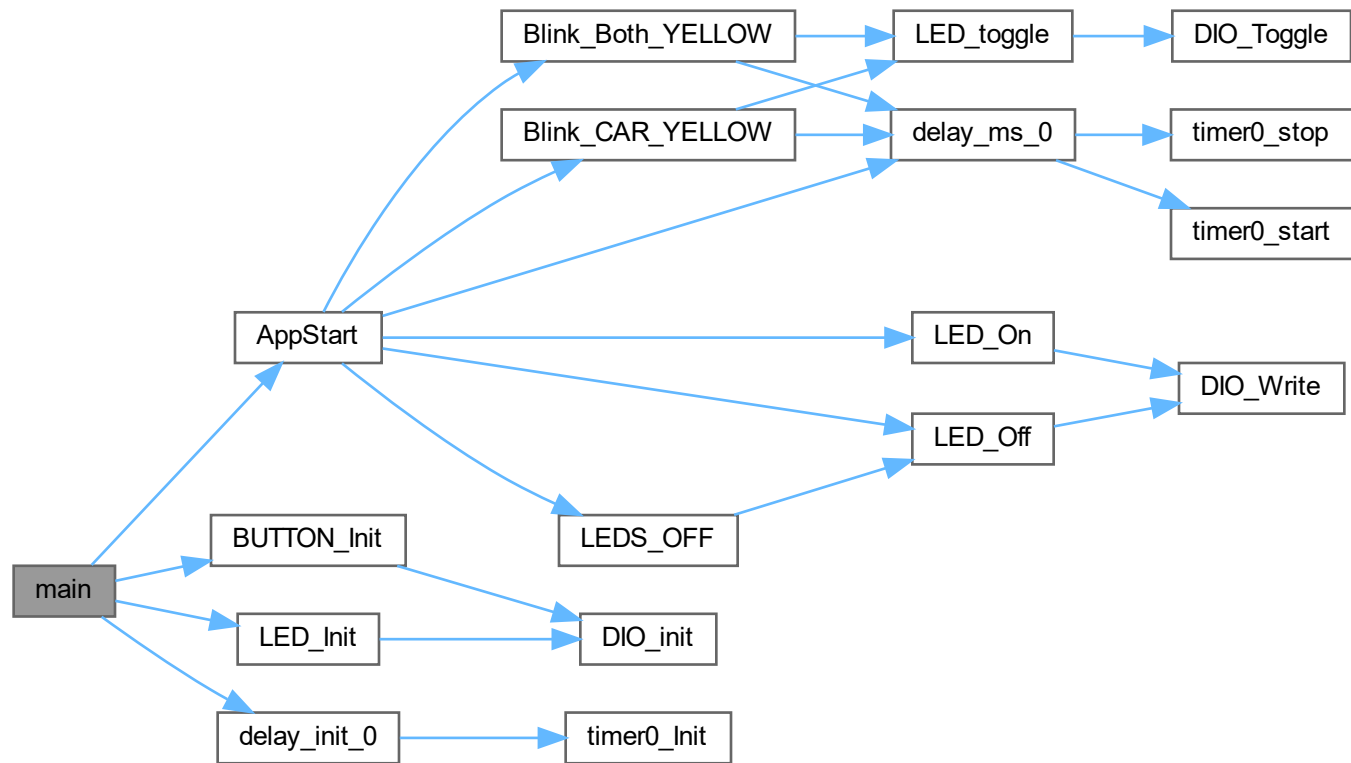 Blink_Both_YELLOW
LED_toggle
DIO_Toggle
Blink_CAR_YELLOW
delay_ms_0
timer0_stop
timer0_start
AppStart
LED_On
DIO_Write
LED_Off
BUTTON_Init
LEDS_OFF
main
LED_Init
DIO_init
delay_init_0
timer0_Init